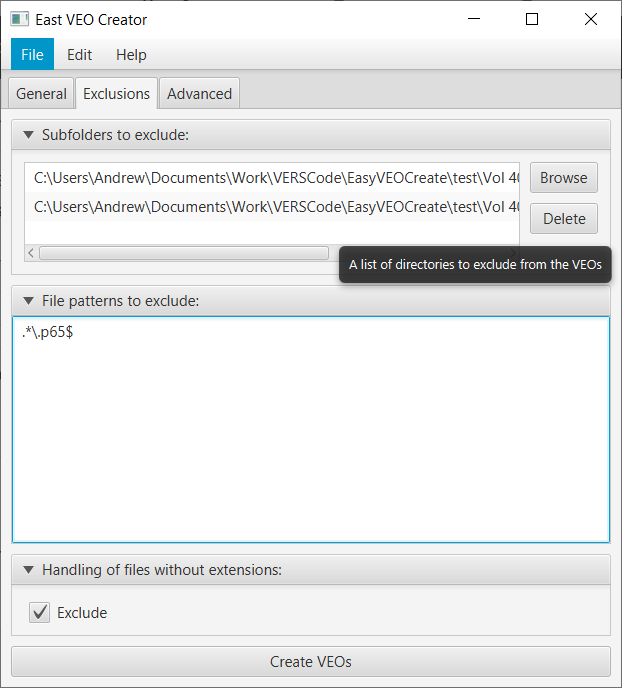 East VEO Creator
File Edit Help
General Exclusions Advanced
Subfolders to exclude:
C:\Users\Andrew\Documents\Work\VERSCode\EasyVEOCreate\test\Vol 40
Browse
C:\Users\Andrew\Documents\Work\VERSCode\EasyVEOCreate\test\Vol 40
Delete
A list of directories to exclude from the VEOs
File patterns to exclude:
.*\.p65$
Handling of files without extensions:
Exclude
Create VEOs